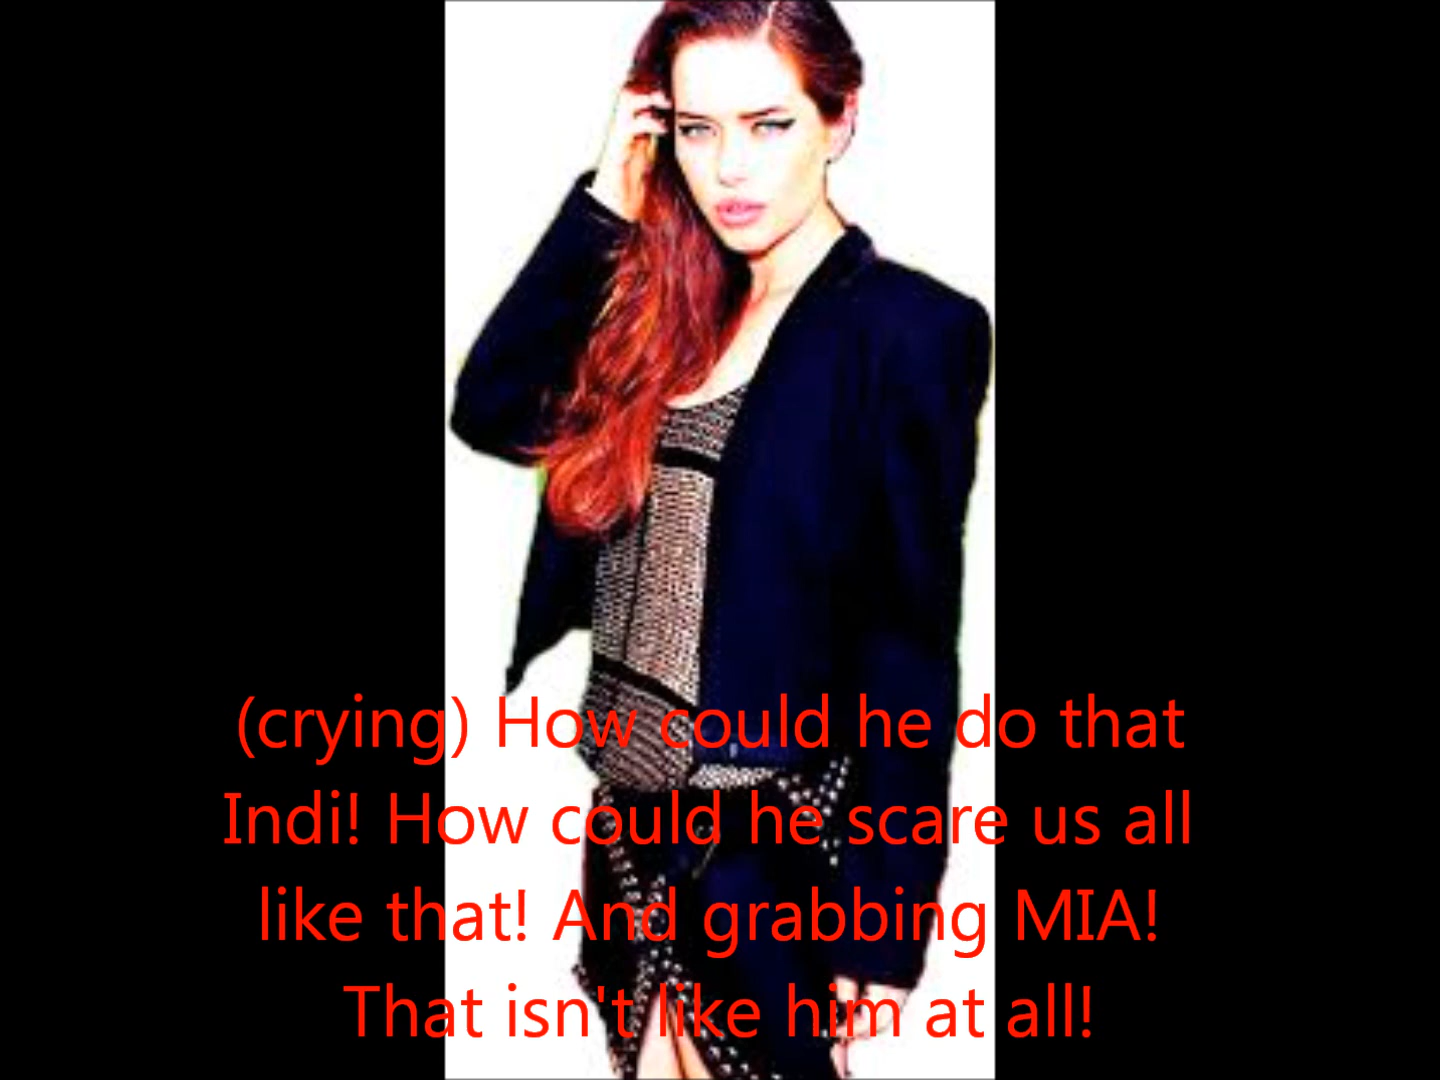 (crying) How could he do that
Indi! How could he scare us all
like that! And grabbing MIA!
That isn't like him at all!